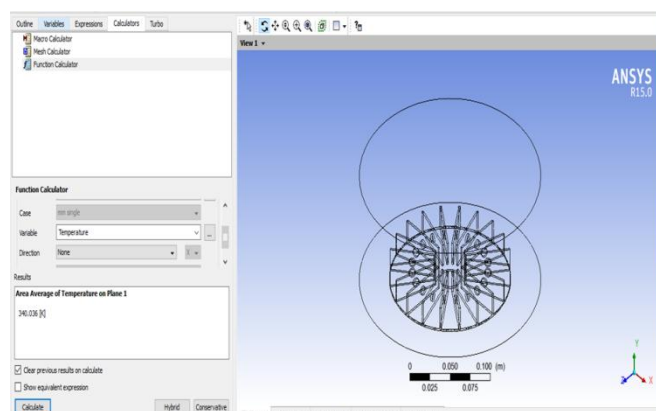 Outline Variables Expressions Calculators Turbo
Macro Calculator
Mesh Calculator
Function Calculator
View 1
ANSYS
R15.0
Function Calculator
Case
Variable Temperature ...
Direction None X
Results
Area Average of Temperature on Plane 1
340.036 [K]
Clear previous results on calculate
Show equivalent expression
Calculate Hybrid Conservative
0 0.050 0.100 (m)
0.025 0.075
Y
Z X